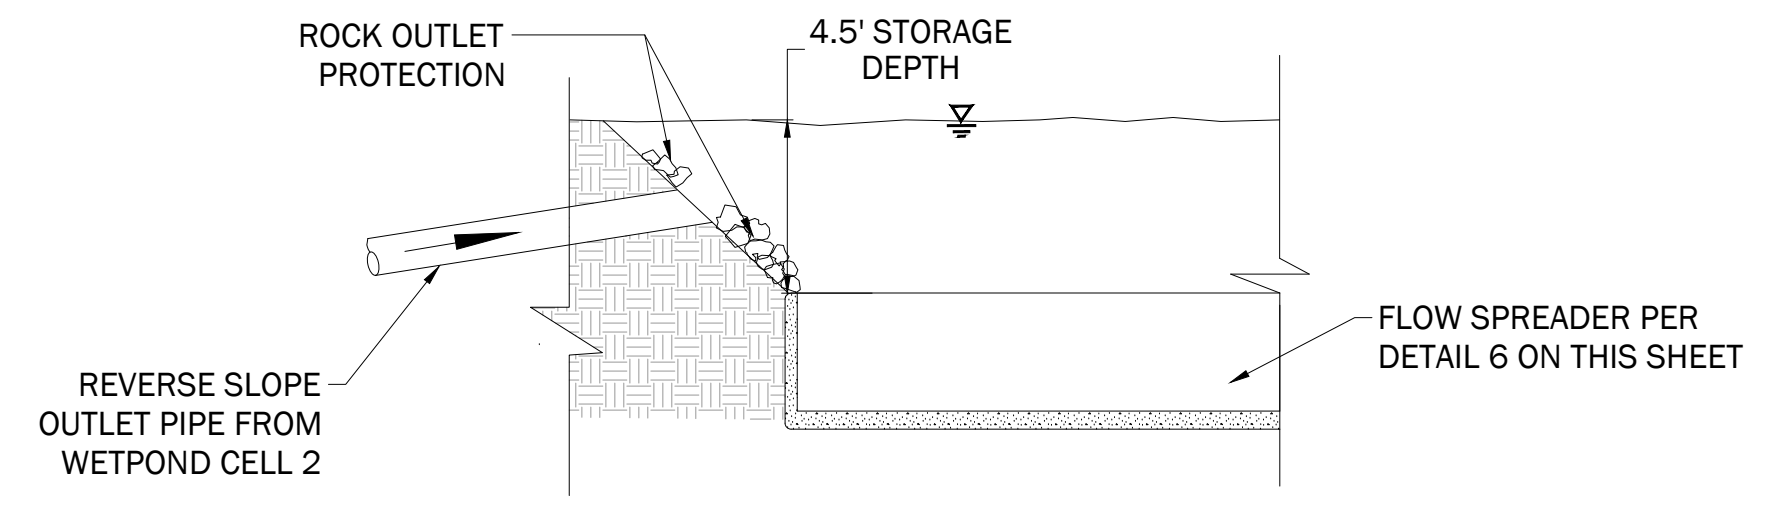 ROCK OUTLET
PROTECTION
4.5' STORAGE
DEPTH
FLOW SPREADER PER
DETAIL 6 ON THIS SHEET
REVERSE SLOPE
OUTLET PIPE FROM
WETPOND CELL 2